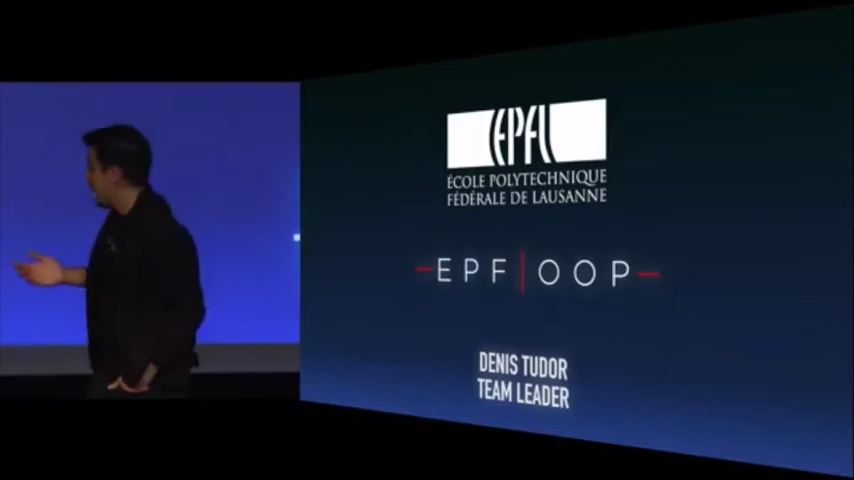 EPFL
ÉCOLE POLYTECHNIQUE
FÉDÉRALE DE LAUSANNE
EPF|OOP
DENIS TUDOR
TEAM LEADER